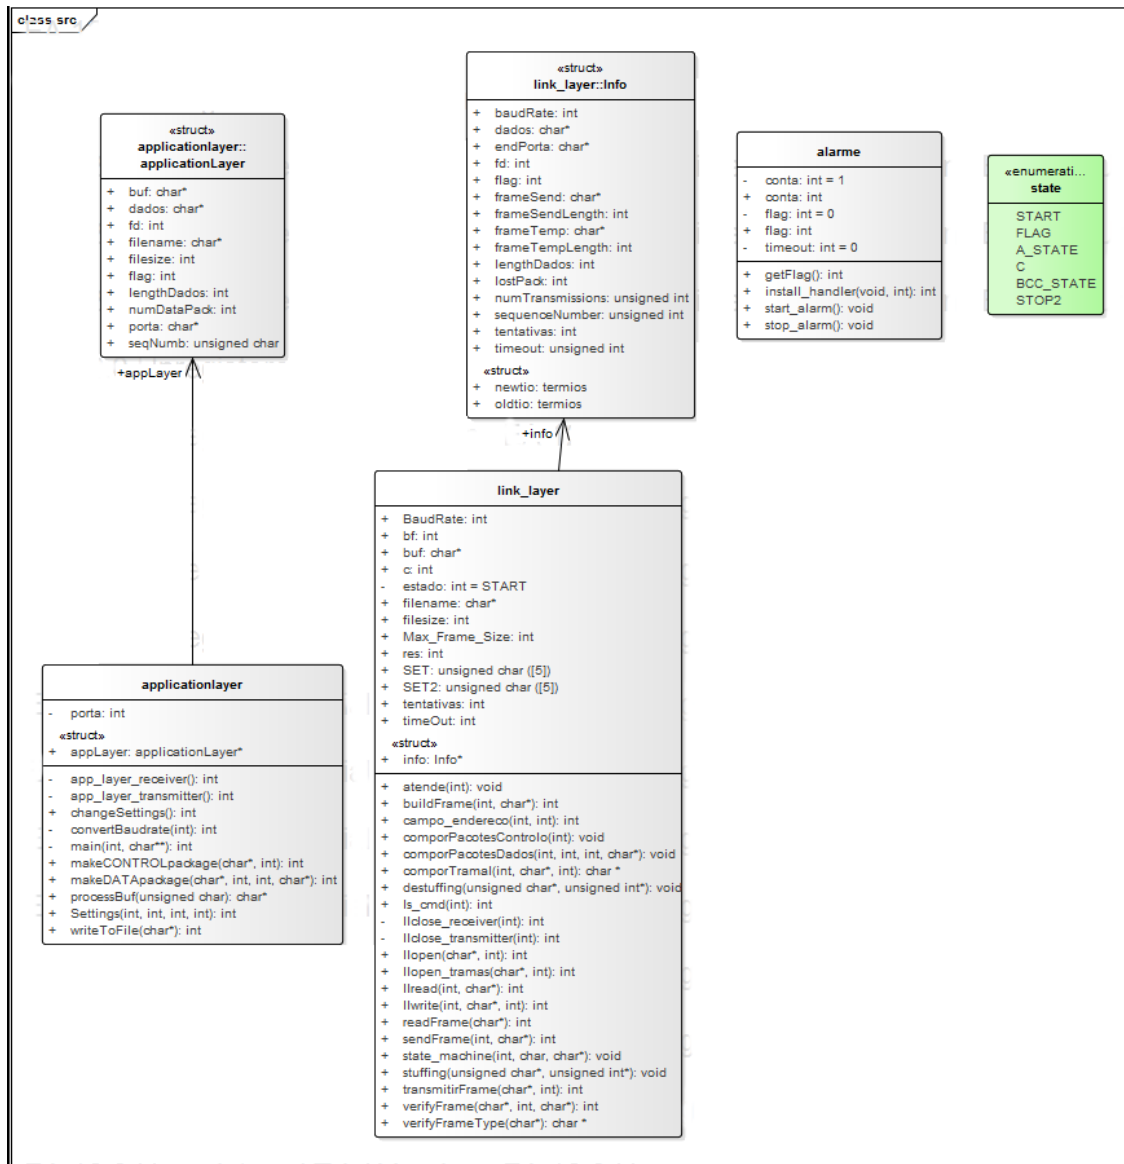 class src
«struct»
applicationlayer::
applicationLayer
+ buf: char*
+ dados: char*
+ fd: int
+ filename: char*
+ filesize: int
+ flag: int
+ lengthDados: int
+ numDataPack: int
+ porta: char*
+ seqNumb: unsigned char
+appLayer
«struct»
link_layer::Info
+ baudRate: int
+ dados: char*
+ endPorta: char*
+ fd: int
+ flag: int
+ frameSend: char*
+ frameSendLength: int
+ frameTemp: char*
+ frameTempLength: int
+ lengthDados: int
+ lostPack: int
+ numTransmissions: unsigned int
+ sequenceNumber: unsigned int
+ tentativas: int
+ timeout: unsigned int
«struct»
+ newtio: termios
+ oldtio: termios
+info
alarme
- conta: int = 1
+ conta: int
- flag: int = 0
+ flag: int
- timeout: int = 0
+ getFlag(): int
+ install_handler(void, int): int
+ start_alarm(): void
+ stop_alarm(): void
«enumerati...
state
START
FLAG
A_STATE
C
BCC_STATE
STOP2
applicationlayer
- porta: int
«struct»
+ appLayer: applicationLayer*
- app_layer_receiver(): int
- app_layer_transmitter(): int
+ changeSettings(): int
- convertBaudrate(int): int
- main(int, char**): int
+ makeCONTROLpackage(char*, int): int
+ makeDATApackage(char*, int, int, char*): int
+ processBuf(unsigned char): char*
+ Settings(int, int, int, int): int
+ writeToFile(char*): int
link_layer
+ BaudRate: int
+ bf: int
+ buf: char*
+ c: int
- estado: int = START
+ filename: char*
+ filesize: int
+ Max_Frame_Size: int
+ res: int
+ SET: unsigned char ([5])
+ SET2: unsigned char ([5])
+ tentativas: int
+ timeOut: int
«struct»
+ info: Info*
+ atende(int): void
+ buildFrame(int, char*): int
+ campo_endereco(int, int): int
+ comporPacotesControlo(int): void
+ comporPacotesDados(int, int, int, char*): void
+ comporTramaI(int, char*, int): char *
+ destuffing(unsigned char*, unsigned int*): void
+ Is_cmd(int): int
- llclose_receiver(int): int
- llclose_transmitter(int): int
+ llopen(char*, int): int
+ llopen_tramas(char*, int): int
+ llread(int, char*): int
+ llwrite(int, char*, int): int
+ readFrame(char*): int
+ sendFrame(int, char*): int
+ state_machine(int, char, char*): void
+ stuffing(unsigned char*, unsigned int*): void
+ transmitirFrame(char*, int): int
+ verifyFrame(char*, int, char*): int
+ verifyFrameType(char*): char *